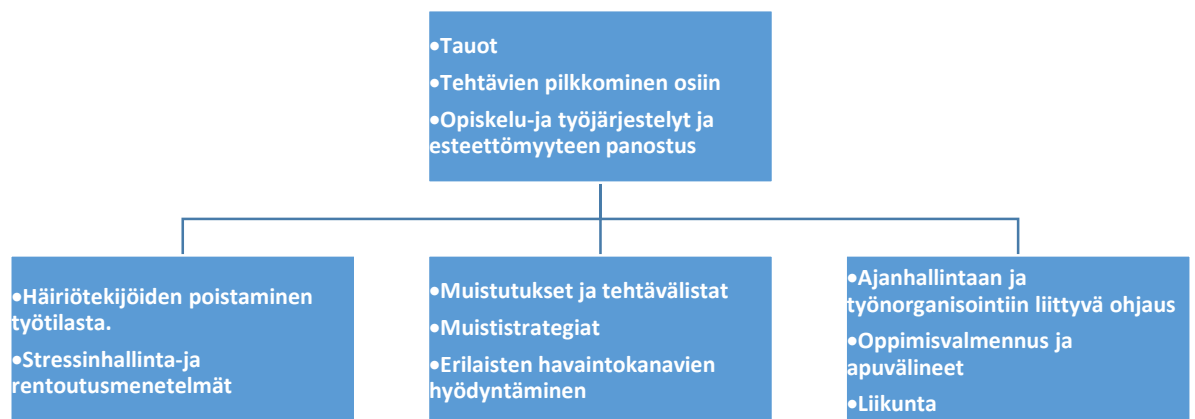 •Tauot
•Tehtävien pilkkominen osiin
•Opiskelu-ja työjärjestelyt ja
esteettömyyteen panostus
•Häiriötekijöiden poistaminen
työtilasta.
•Stressinhallinta-ja
rentoutusmenetelmät
•Muistutukset ja tehtävälistat
•Muististrategiat
•Erilaisten havaintokanavien
hyödyntäminen
•Ajanhallintaan ja
työnorganisointiin liittyvä ohjaus
•Oppimisvalmennus ja
apuvälineet
•Liikunta